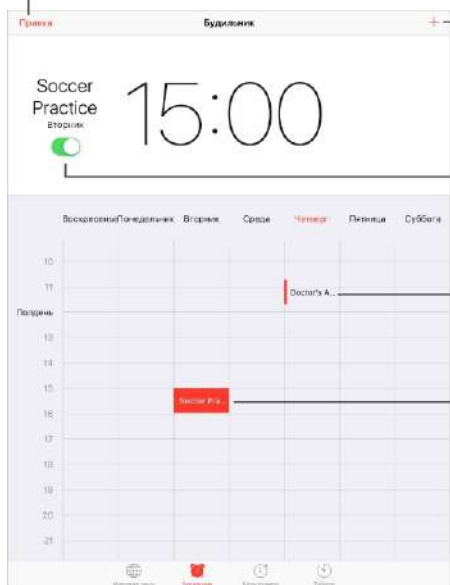 Правка Будильник +
Soccer
Practice
Вторник
15:00
Воскресенье Понедельник Вторник Среда Четверг Пятница Суббота
10
11
Doctor's A...
Полдень
13
14
15
Soccer Pra...
16
17
18
19
20
21
Будильник